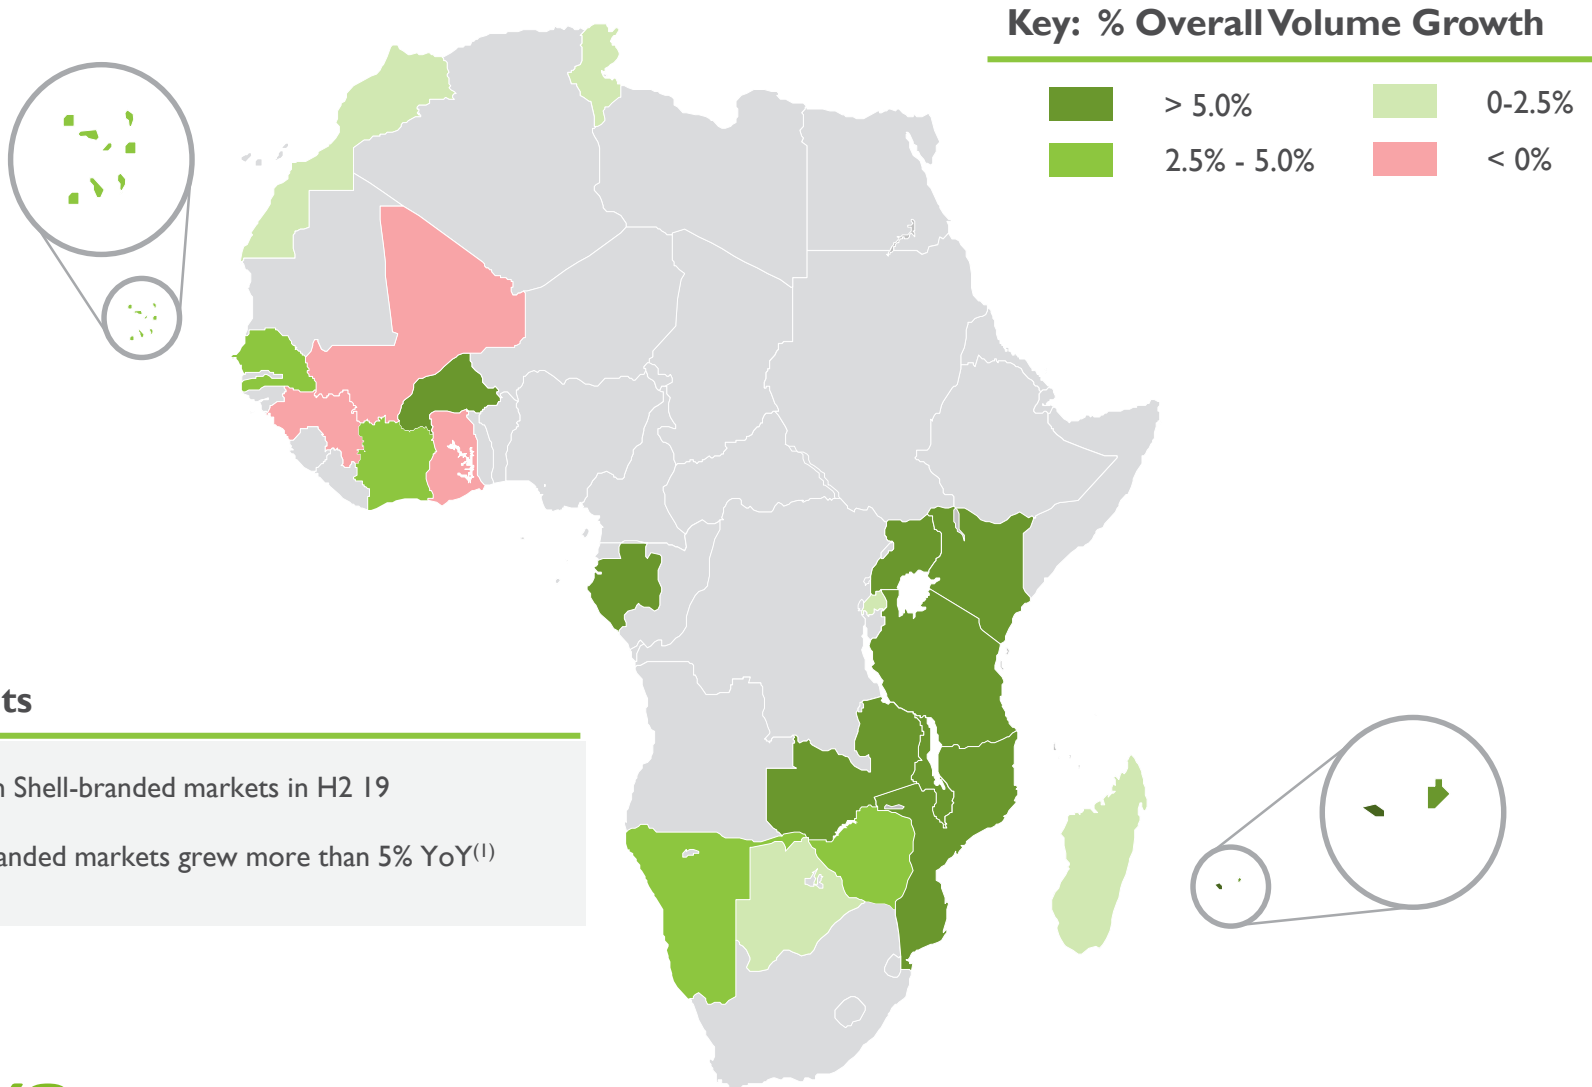 Key: % Overall Volume Growth
> 5.0%
0-2.5%
2.5% - 5.0%
< 0%
ts
Shell-branded markets in H2 19
anded markets grew more than 5% YoY(1)